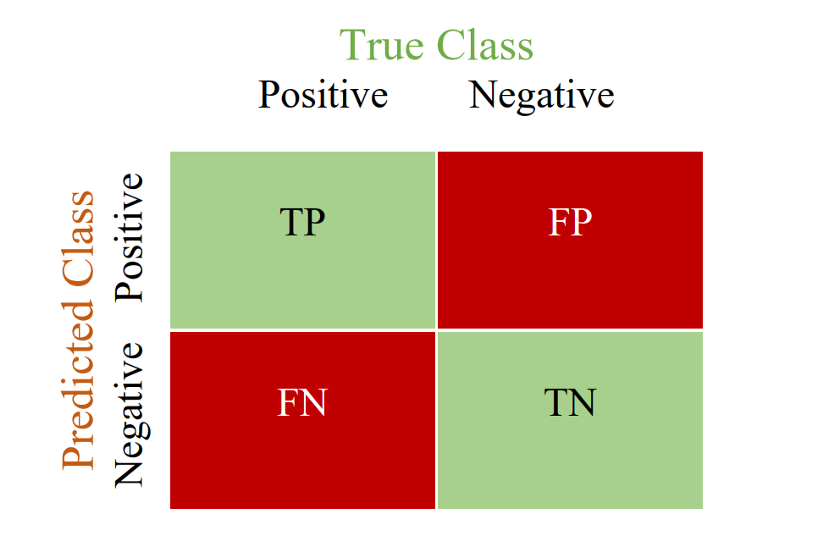 True Class
Positive Negative
Predicted Class
Positive
TP FP
Negative
FN TN